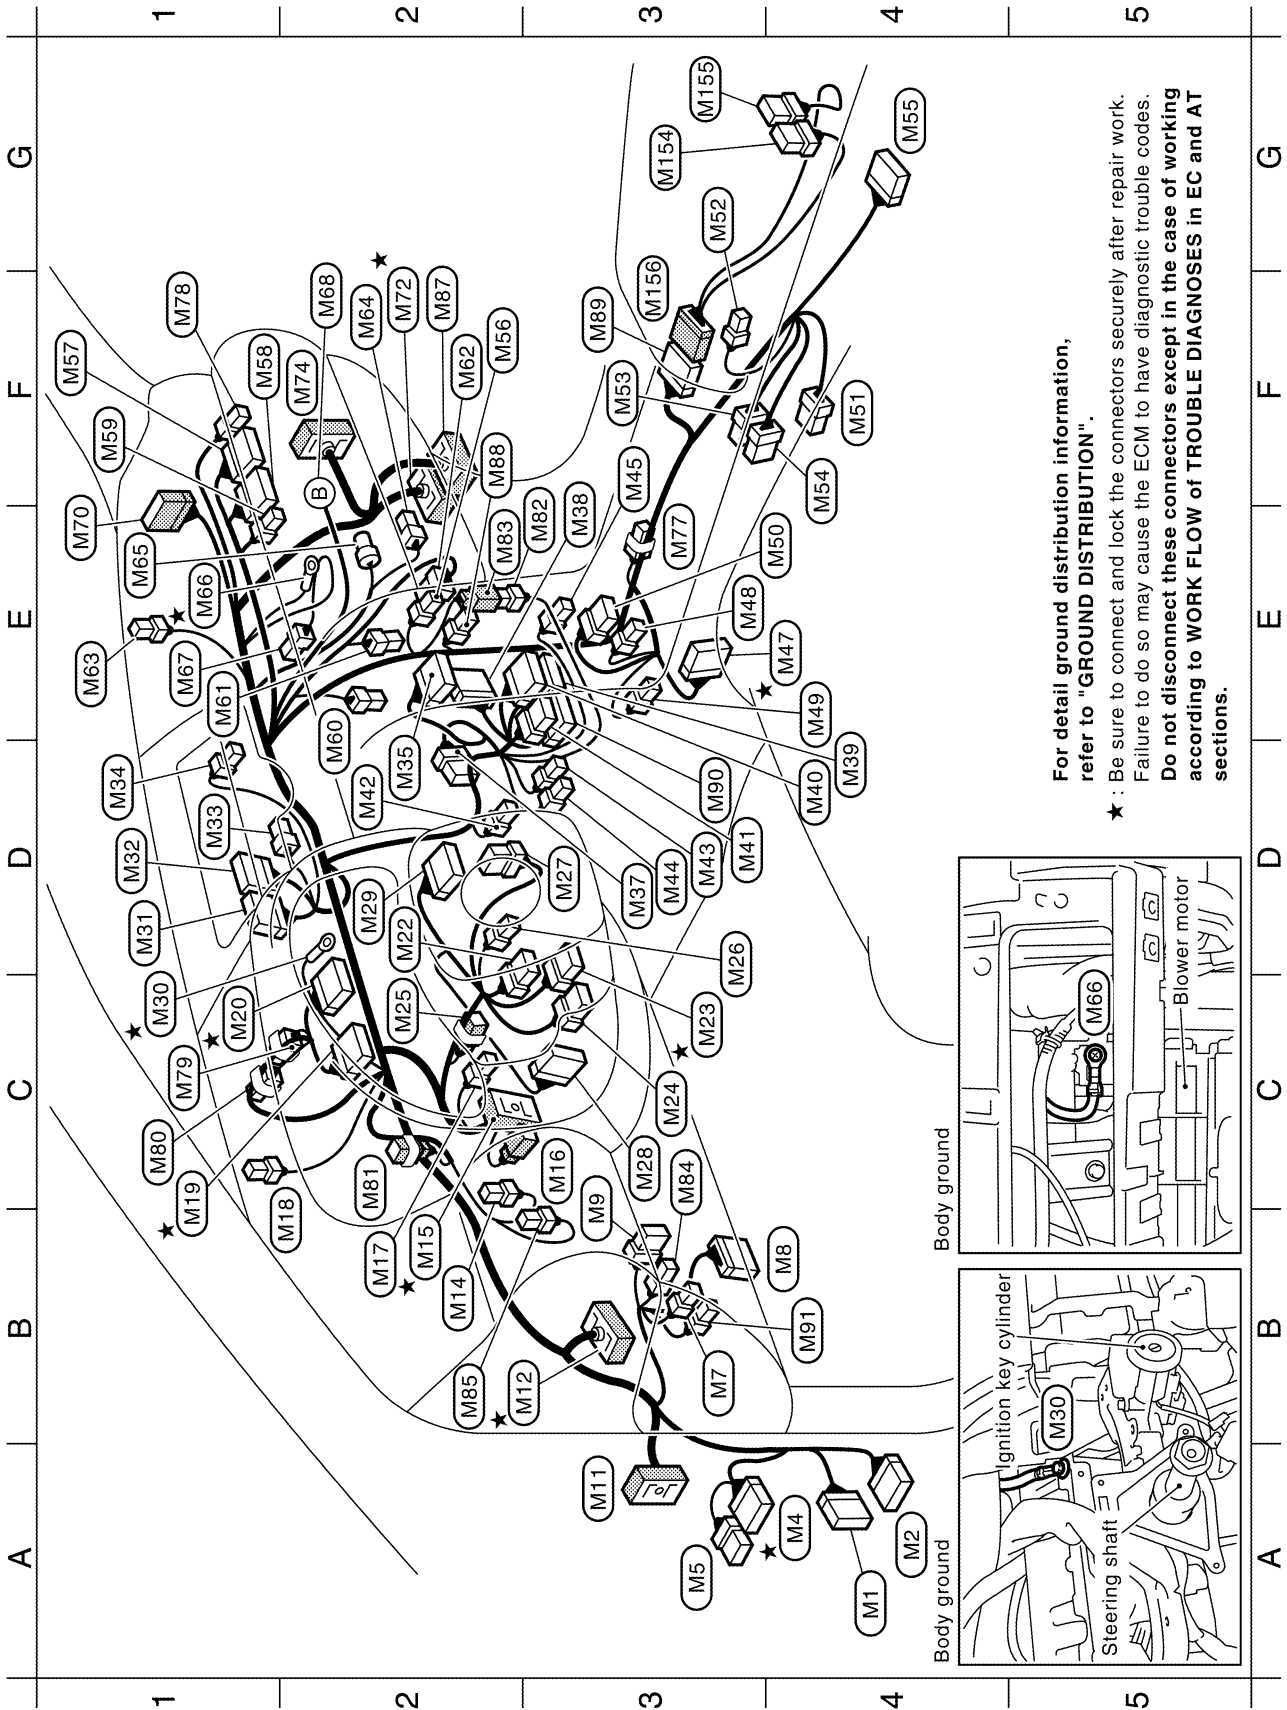 A
B
C
D
E
F
G
1
2
3
4
5
M11
M5
M4
★
M1
M2
M85
M12
★
M7
M91
M8
M84
M9
M14
M15
★
M17
M16
M28
M24
M23
★
M26
M18
M19
★
M80
M79
M81
M20
★
M30
★
M25
M22
M29
M27
M31
M32
M33
M34
M42
M35
M37
M44
M43
M41
M90
M40
M39
M49
M47
★
M48
M50
M77
M60
M61
M67
M63
★
M66
M65
M70
M59
M57
M58
M78
M74
M68
B
M64
M72
★
M87
M62
M56
M88
M83
M82
M38
M45
M53
M89
M156
M52
M154
M155
M55
M51
M54
For detail ground distribution information,
refer to "GROUND DISTRIBUTION".
★ : Be sure to connect and lock the connectors securely after repair work.
Failure to do so may cause the ECM to have diagnostic trouble codes.
Do not disconnect these connectors except in the case of working
according to WORK FLOW of TROUBLE DIAGNOSES in EC and AT
sections.
Body ground
Ignition key cylinder
M30
Steering shaft
Body ground
M66
Blower motor
A
B
C
D
E
F
G
1
2
3
4
5